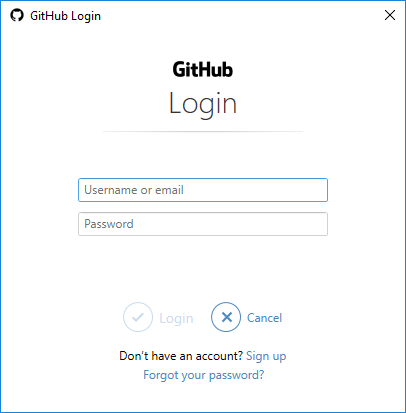 GitHub Login
GitHub
Login
Username or email
Password
Login
Cancel
Don't have an account? Sign up
Forgot your password?